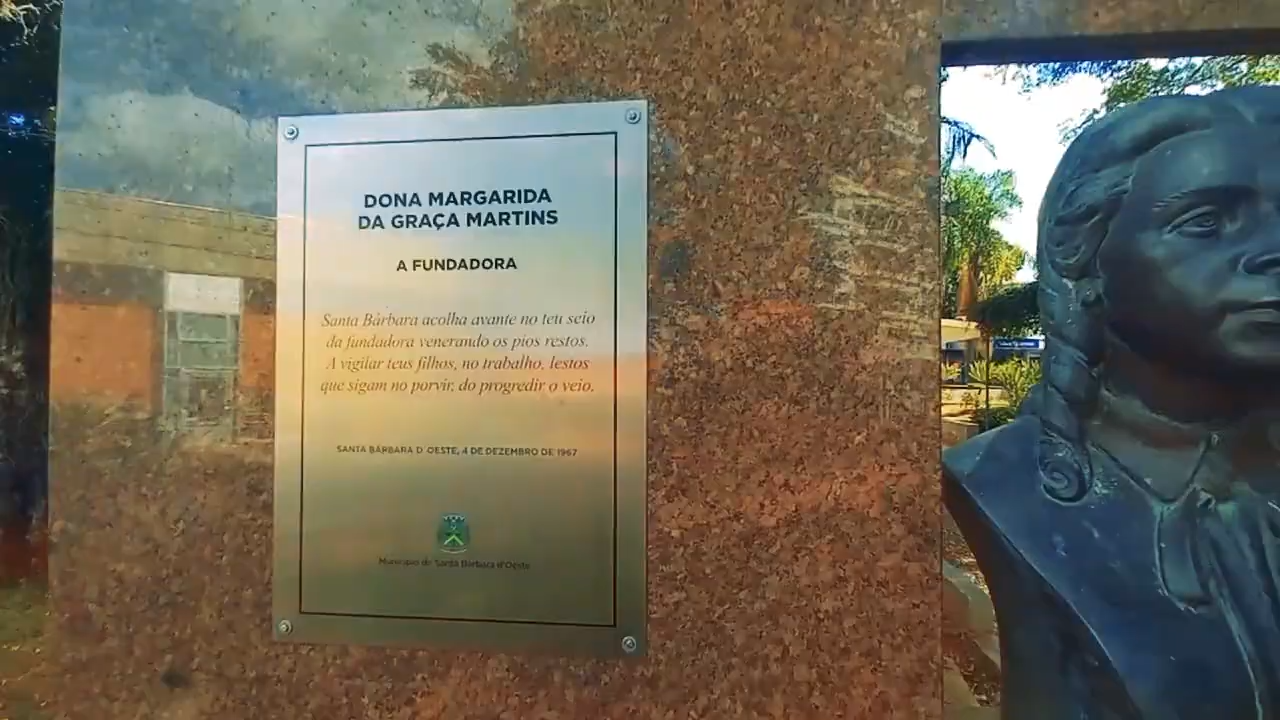 DONA MARGARIDA
DA GRAÇA MARTINS
A FUNDADORA
Santa Bárbara acolha avante no teu seio
da fundadora venerando os pios restos.
A vigilar teus filhos, no trabalho, lestos
que sigam no porvir, do progredir o veio.
SANTA BÁRBARA D' OESTE, 4 DE DEZEMBRO DE 1967
Município de Santa Bárbara d'Oeste